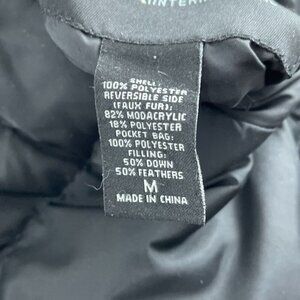 SHELL:
100% POLYESTER
REVERSIBLE SIDE
(FAUX FUR):
82% MODACRYLIC
18% POLYESTER
POCKET BAG:
100% POLYESTER
FILLING:
50% DOWN
50% FEATHERS
M
MADE IN CHINA